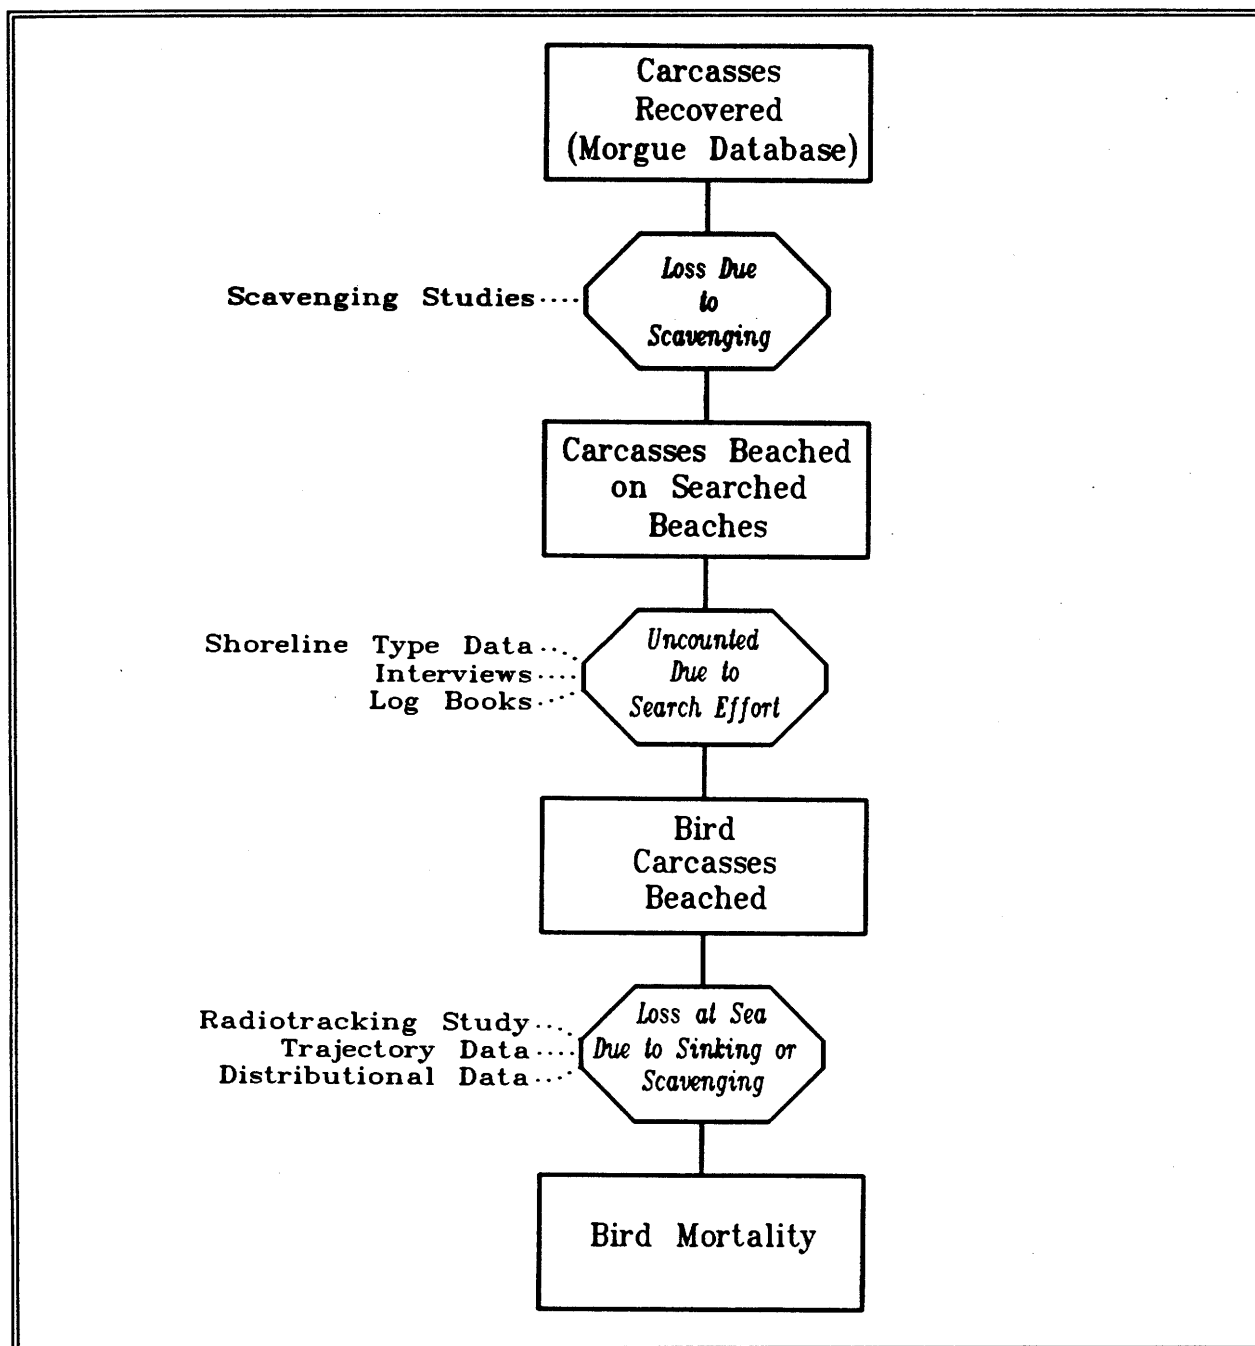 Carcasses
Recovered
(Morgue Database)
Loss Due
to
Scavenging
Scavenging Studies
Carcasses Beached
on Searched
Beaches
Uncounted
Due to
Search Effort
Shoreline Type Data
Interviews
Log Books
Bird
Carcasses
Beached
Loss at Sea
Due to Sinking or
Scavenging
Radiotracking Study
Trajectory Data
Distributional Data
Bird Mortality